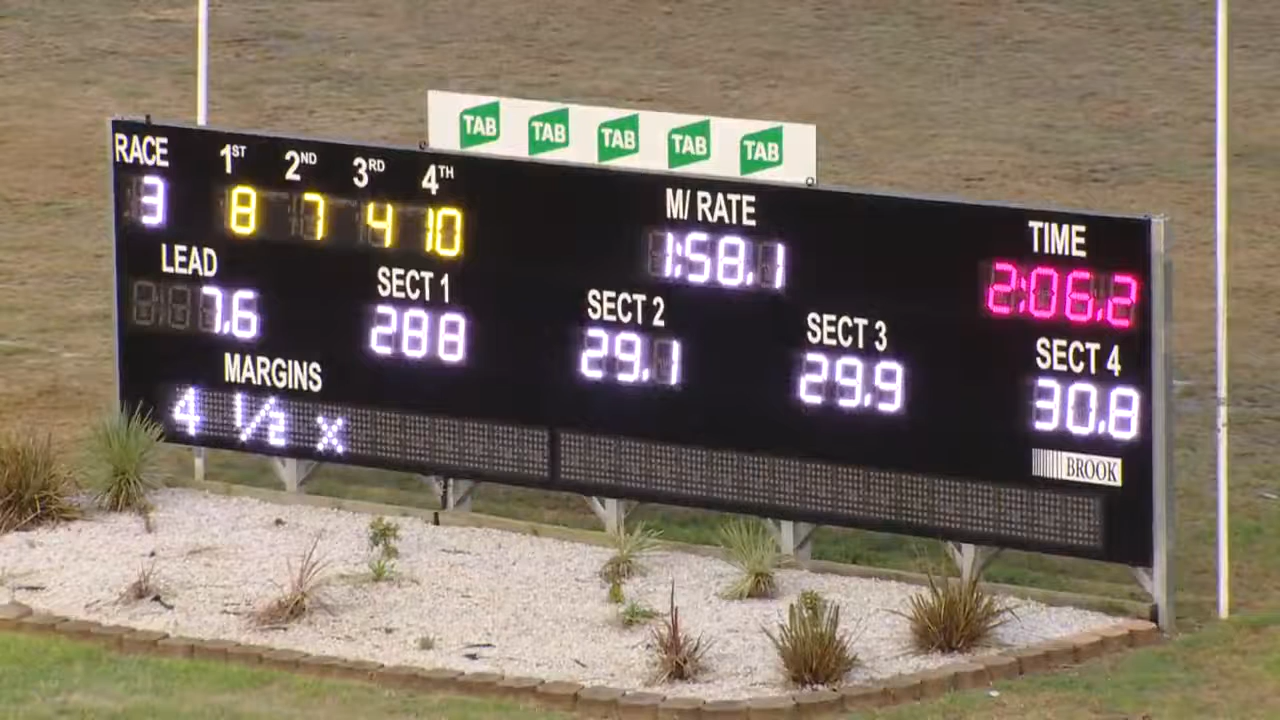 TAB TAB TAB TAB TAB
RACE 1ST 2ND 3RD 4TH
3 8 7 4 10
M/ RATE
1:58.1
TIME
2:06.2
LEAD
7.6
SECT 1
288
SECT 2
29.1
SECT 3
29.9
SECT 4
30.8
MARGINS
4 1/2 X
BROOK